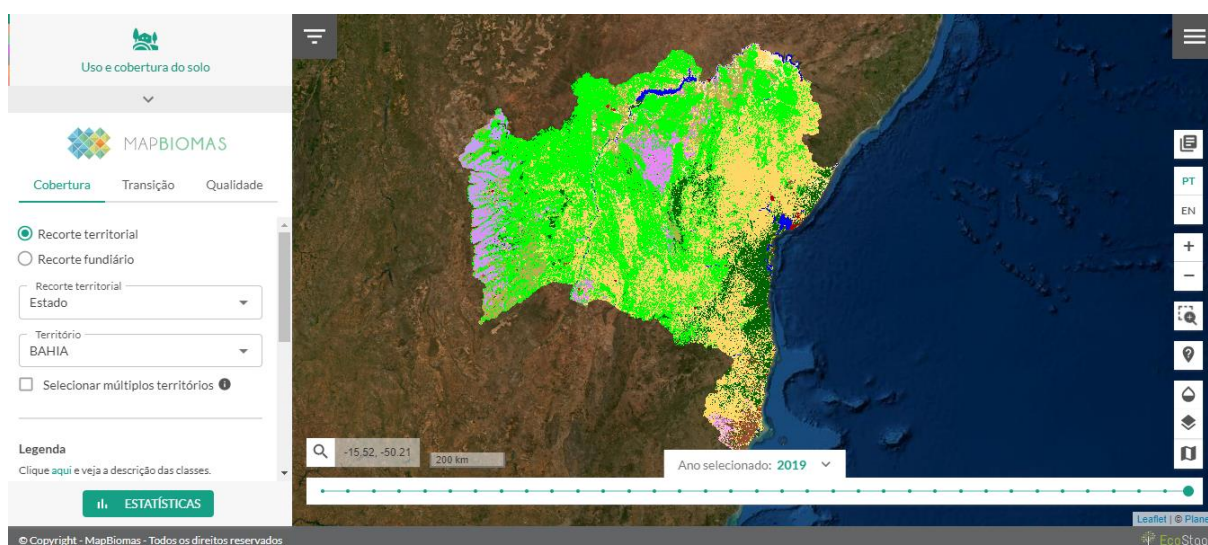 Uso e cobertura do solo
MAPBIOMAS
Cobertura Transição Qualidade
Recorte territorial
Recorte fundiário
Recorte territorial
Estado
Território
BAHIA
Selecionar múltiplos territórios
Legenda
Clique aqui e veja a descrição das classes.
ESTATÍSTICAS
PT
EN
-15.52, -50.21
200 km
Ano selecionado: 2019
Leaflet | © Plane
© Copyright - MapBiomas - Todos os direitos reservados
EcoStag